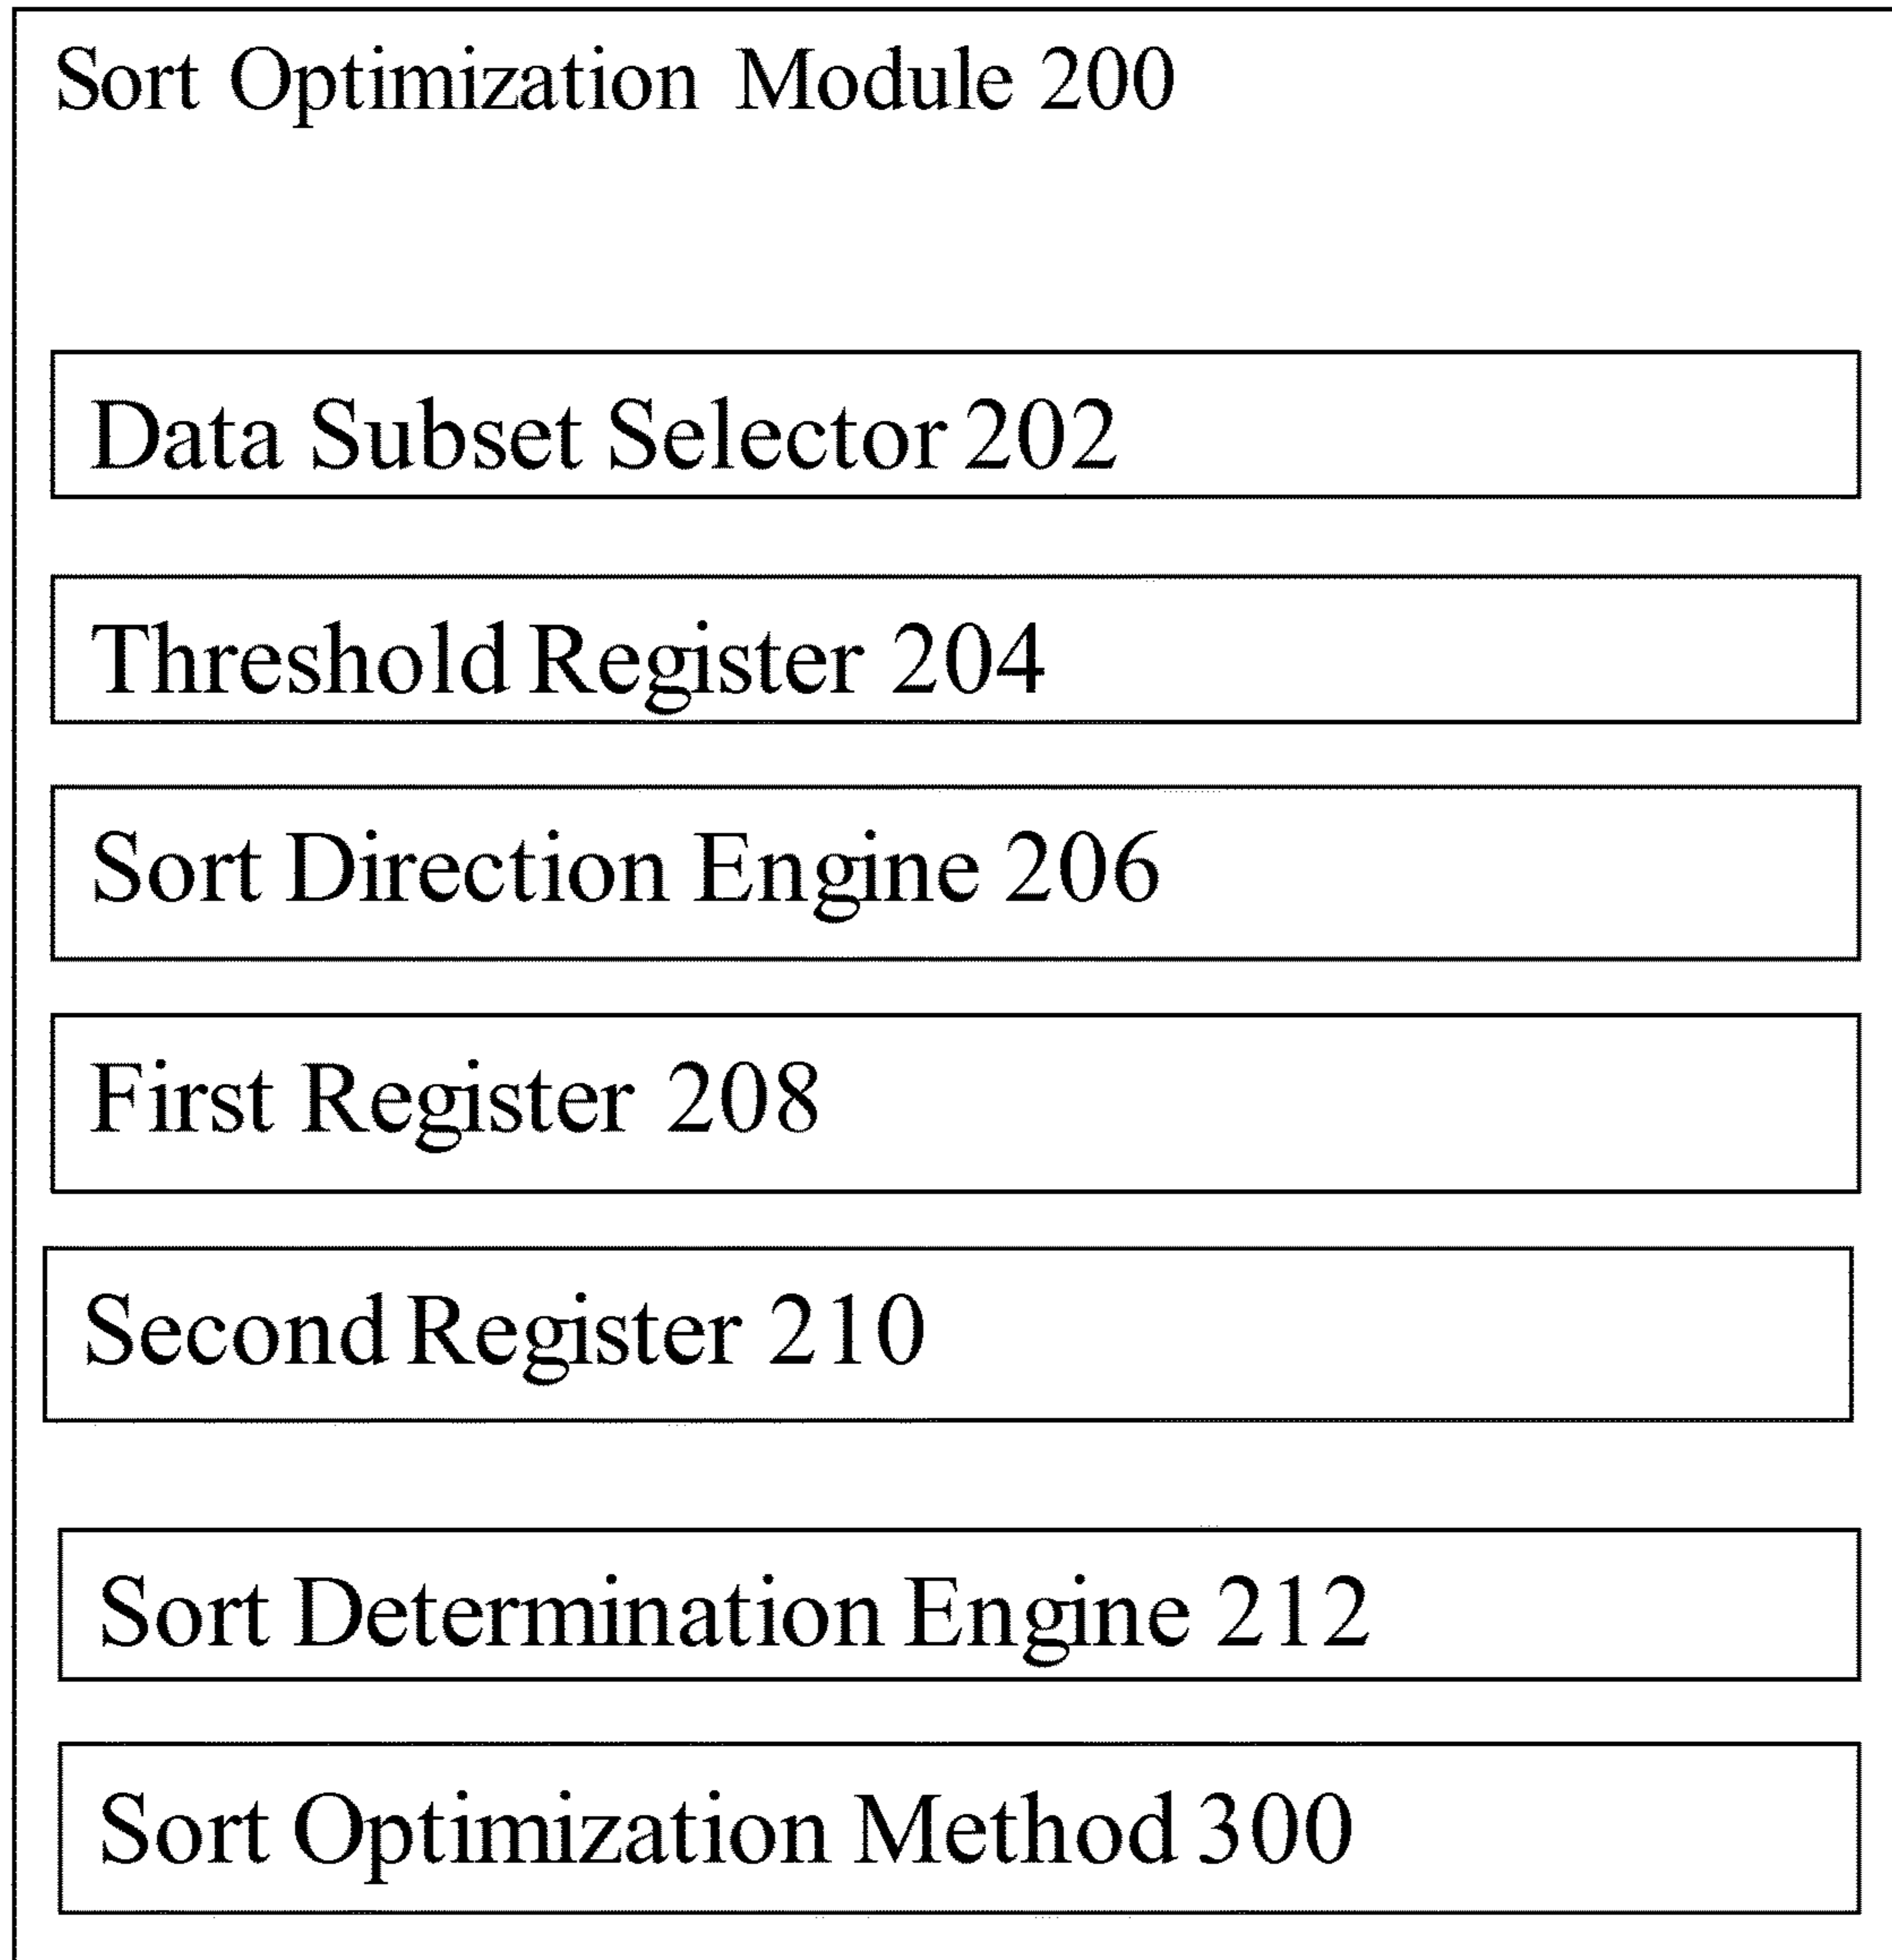 Sort Optimization Module 200
Data Subset Selector 202
Threshold Register 204
Sort Direction Engine 206
First Register 208
Second Register 210
Sort Determination Engine 212
Sort Optimization Method 300